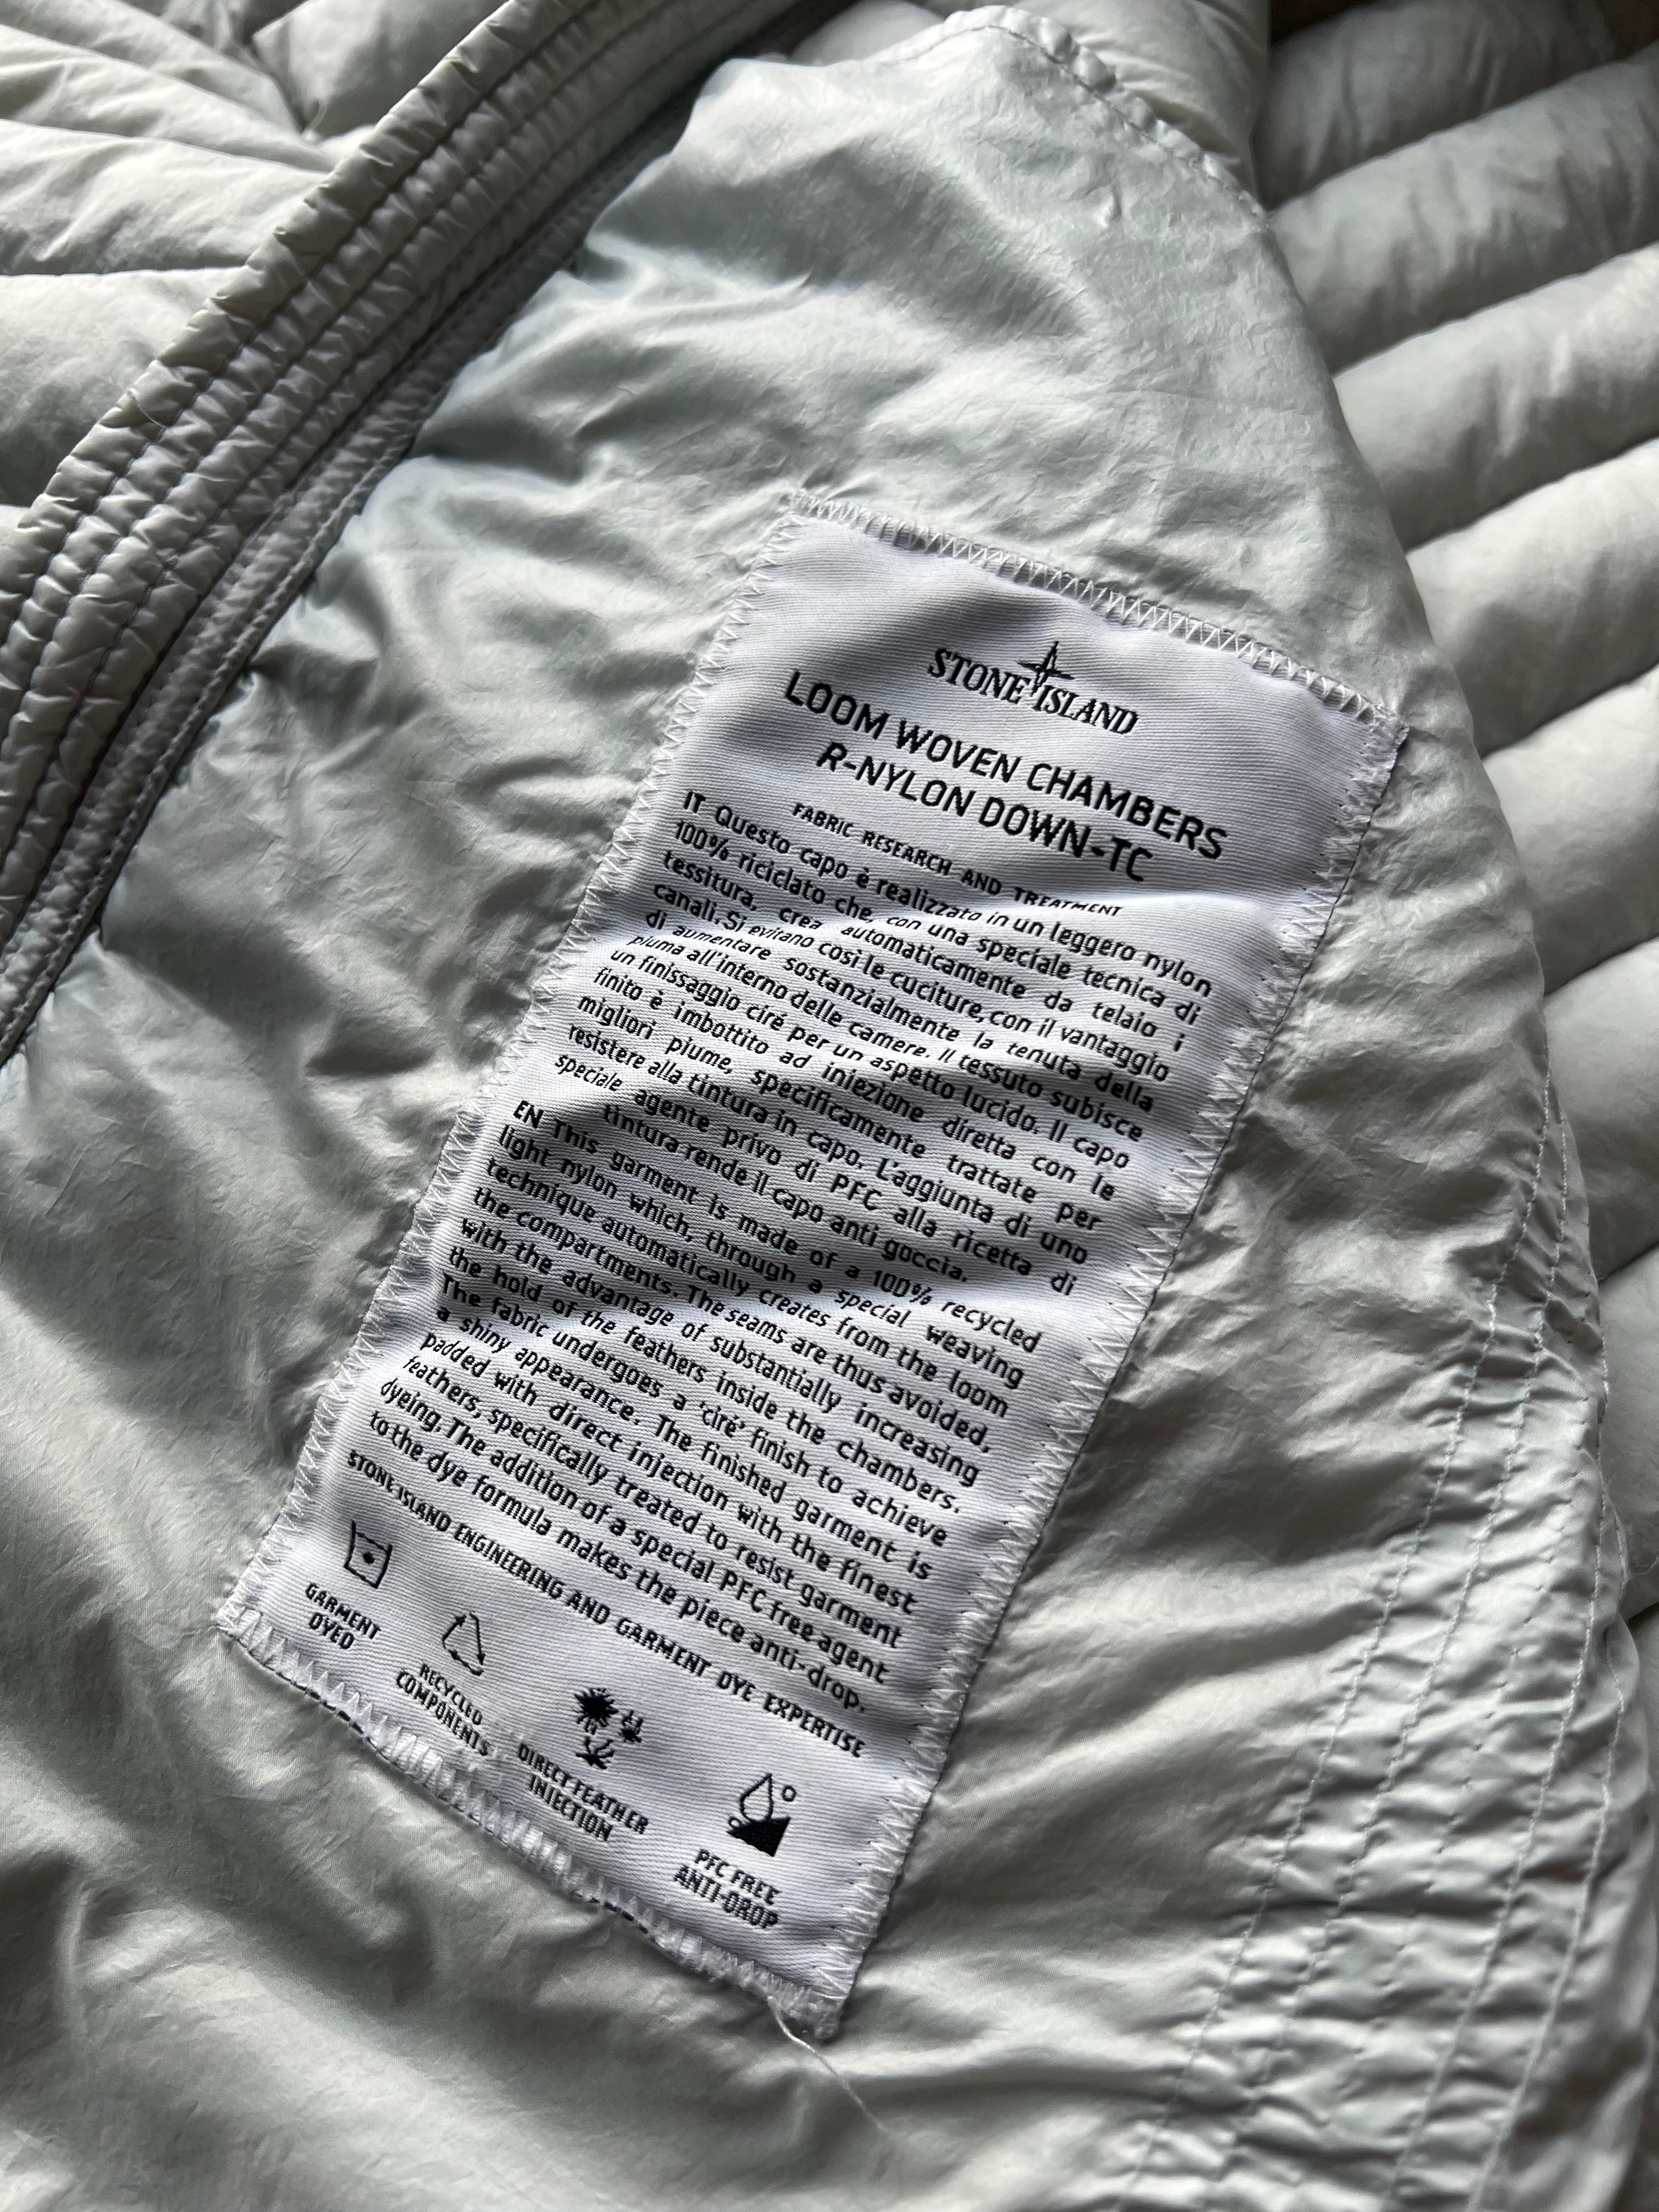 STONE ISLAND
LOOM WOVEN CHAMBERS
R-NYLON DOWN-TC
FABRIC RESEARCH AND TREATMENT
IT Questo capo è realizzato in un leggero nylon
100% riciclato che, con una speciale tecnica di
tessitura, crea automaticamente da telaio i
canali. Si evitano così le cuciture, con il vantaggio
di aumentare sostanzialmente la tenuta della
piuma all'interno delle camere. Il tessuto subisce
un finissaggio ciré per un aspetto lucido. Il capo
finito è imbottito ad iniezione diretta con le
migliori piume, specificamente trattate per
resistere alla tintura in capo. L'aggiunta di uno
speciale agente privo di PFC alla ricetta di
tintura rende il capo anti goccia.
EN This garment is made of a 100% recycled
light nylon which, through a special weaving
technique automatically creates from the loom
the compartments. The seams are thus avoided,
with the advantage of substantially increasing
the hold of the feathers inside the chambers.
The fabric undergoes a 'ciré' finish to achieve
a shiny appearance. The finished garment is
padded with direct injection with the finest
feathers, specifically treated to resist garment
dyeing. The addition of a special PFC free agent
to the dye formula makes the piece anti-drop.
STONE ISLAND ENGINEERING AND GARMENT DYE EXPERTISE
GARMENT
DYED
RECYCLED
COMPONENTS
DIRECT FEATHER
INJECTION
PFC FREE
ANTI-DROP